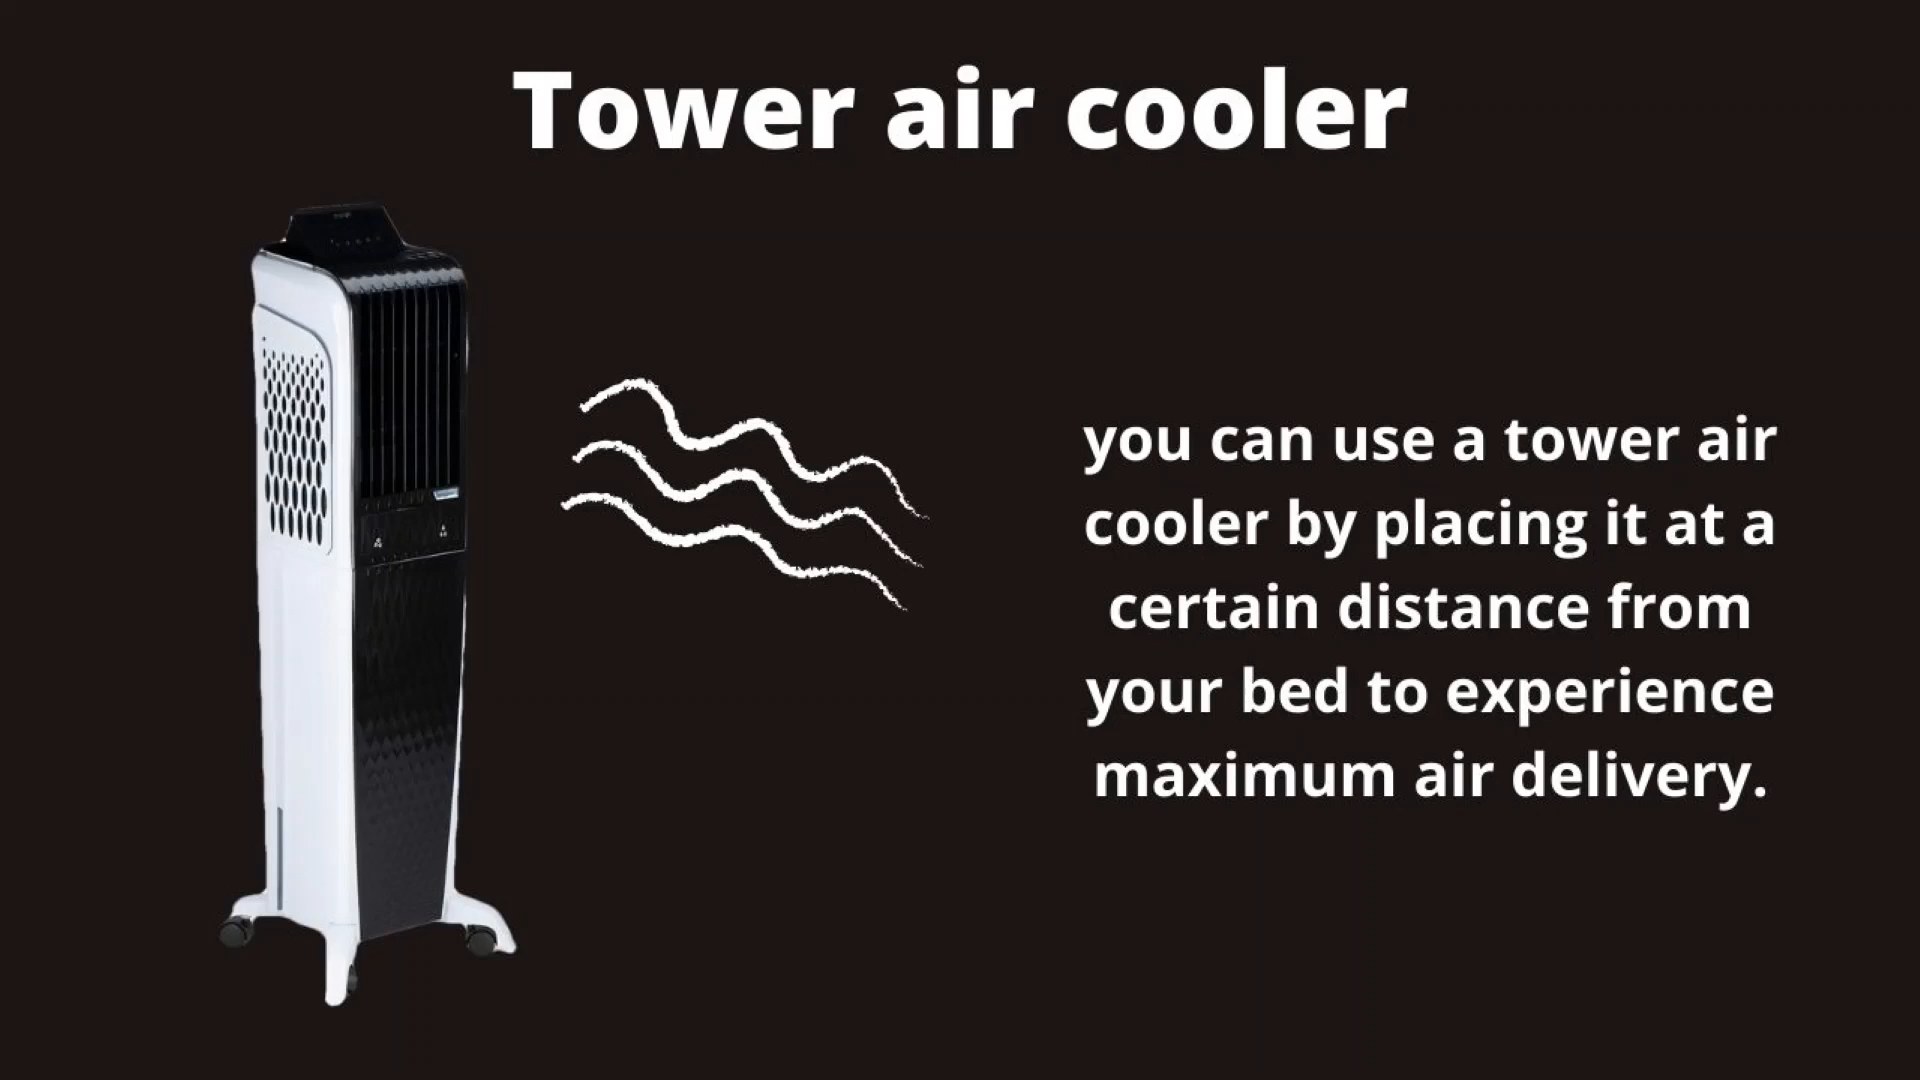 Tower air cooler
you can use a tower air
cooler by placing it at a
certain distance from
your bed to experience
maximum air delivery.